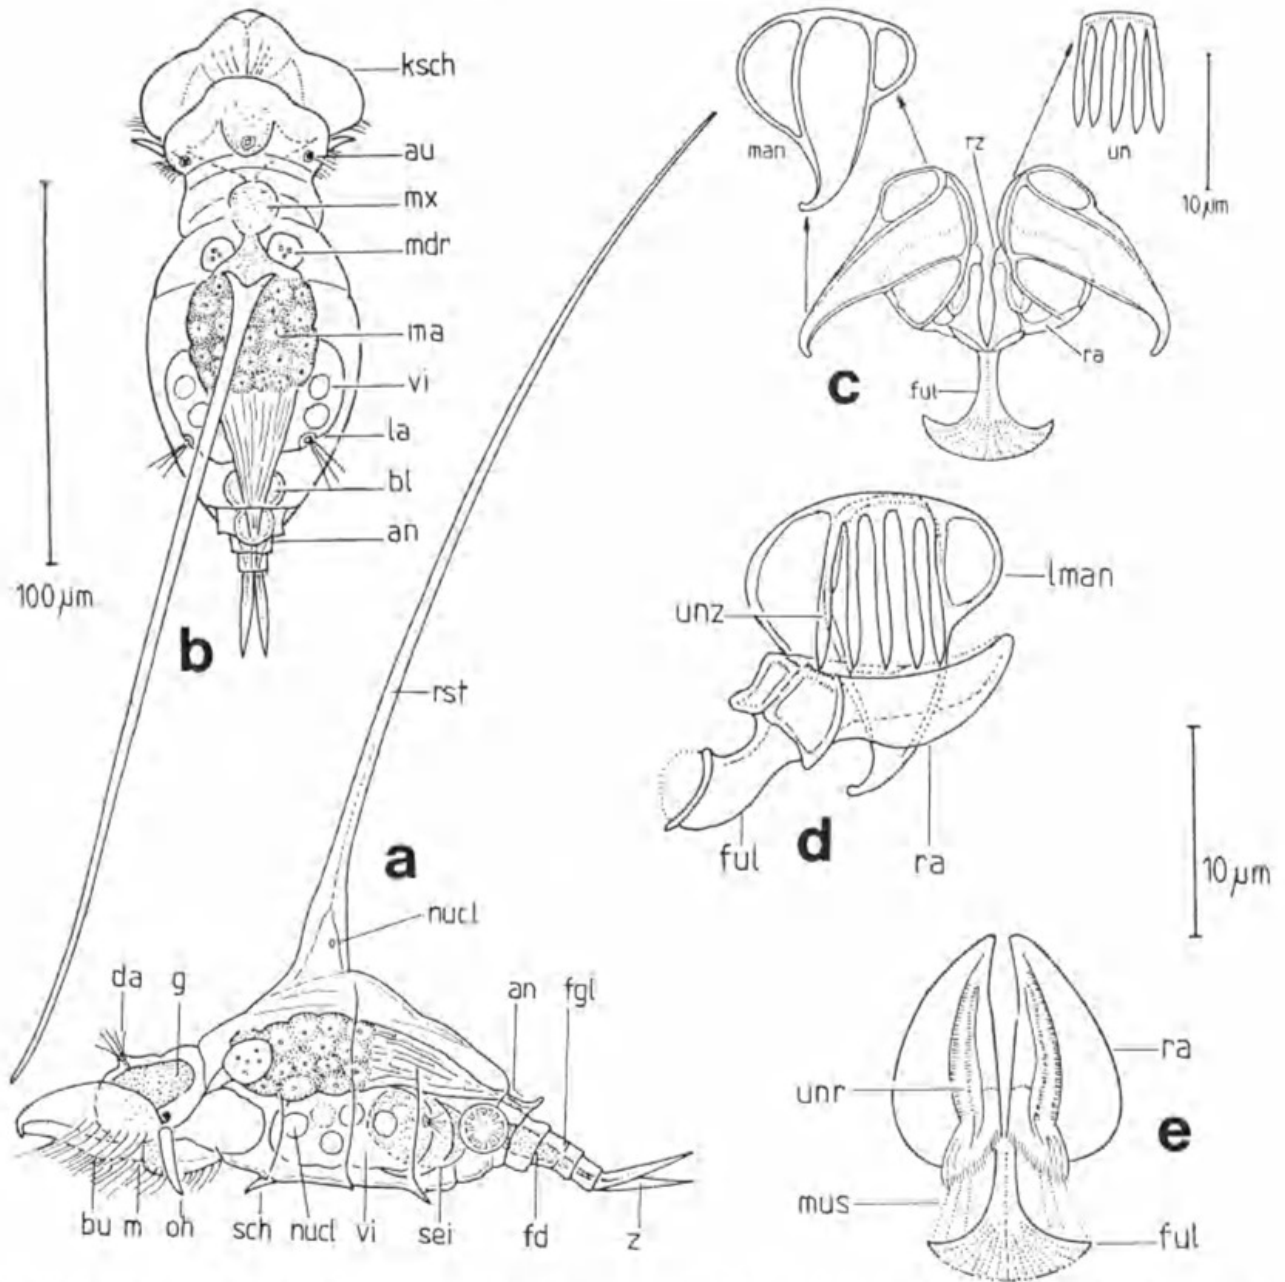 ksch
au
mx
mdr
ma
vi
la
bl
an
100 µm
b
man
rz
un
10 µm
ra
c
ful
lman
unz
ful
d
ra
10 µm
rst
a
nucl
da
g
an
fgl
bu
m
oh
sch
nucl
vi
sei
fd
z
ra
unr
e
mus
ful